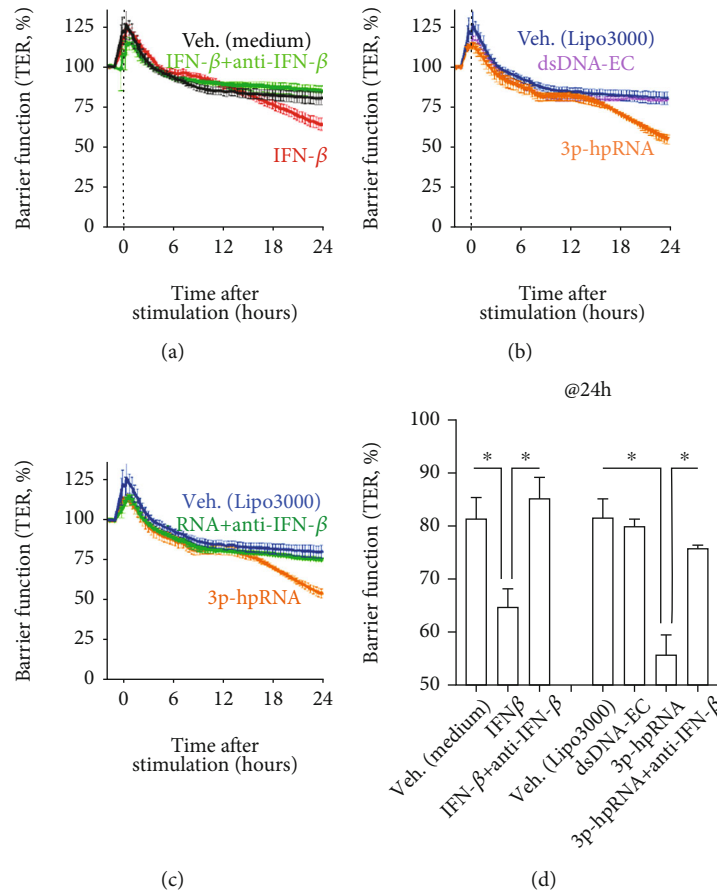 Barrier function (TER, %)
125
100
75
50
25
0
Veh. (medium)
IFN-β+anti-IFN-β
IFN-β
0 6 12 18 24
Time after
stimulation (hours)
(a)
Barrier function (TER, %)
125
100
75
50
25
0
Veh. (Lipo3000)
dsDNA-EC
3p-hpRNA
0 6 12 18 24
Time after
stimulation (hours)
(b)
Barrier function (TER, %)
125
100
75
50
25
0
Veh. (Lipo3000)
RNA+anti-IFN-β
3p-hpRNA
0 6 12 18 24
Time after
stimulation (hours)
(c)
@24h
Barrier function (TER, %)
100
90
80
70
60
50
* * * *
Veh. (medium)
IFNβ
IFN-β+anti-IFN-β
Veh. (Lipo3000)
dsDNA-EC
3p-hpRNA
3p-hpRNA+anti-IFN-β
(d)